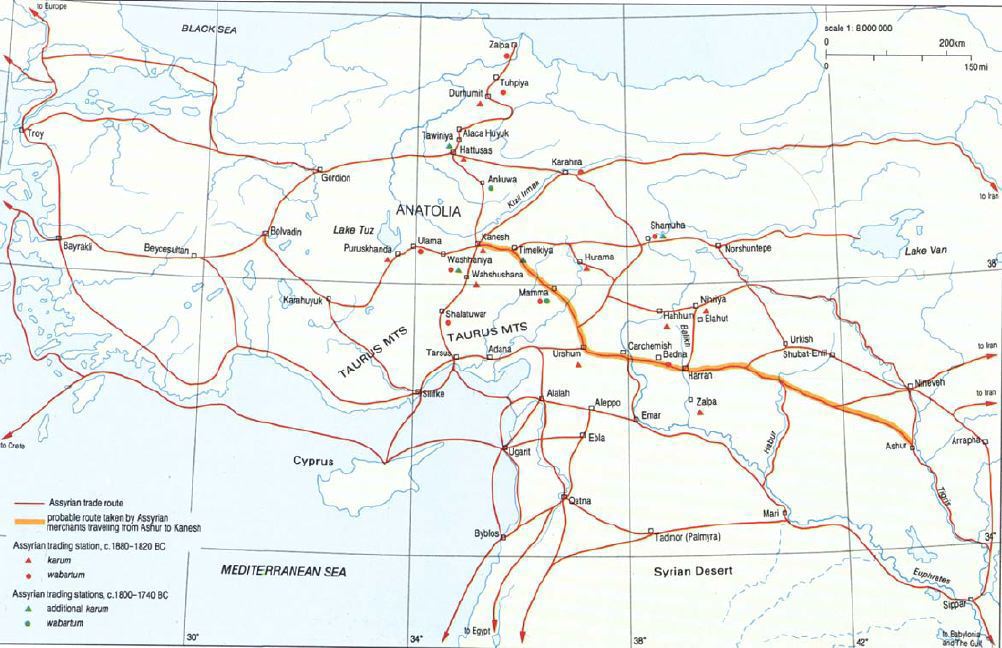 to Europe
BLACK SEA
scale 1: 8 000 000
0 200km
0 150 mi
Zalpa
Tuhpiya
Durhumit
Troy
Tawiniya
Alaca Huyuk
Hattusas
Karahna
Gordion
Ankuwa
Kızıl Irmak
to Iran
ANATOLIA
Lake Tuz
Bolvadin
Bayrakli
Beycesultan
Puruskhanda
Ulama
Kanesh
Timelkiya
Shamuha
Norshuntepe
Lake Van
Washhaniya
Hurama
38°
Wahshushana
Karahuyuk
Mamma
Nihriya
Hahhum
Elahut
Shalatuwar
TAURUS MTS
TAURUS MTS
Balikh
Urkish
Tarsus
Adana
Urshum
Carchemish
Shubat-Enlil
to Iran
Harran
Nineveh
Silifke
Alalah
Aleppo
Zalpa
to Iran
Emar
to Crete
Ebla
Habur
Ashur
Arrapha
Cyprus
Ugarit
Qatna
Tigris
Mari
Assyrian trade route
probable route taken by Assyrian
merchants traveling from Ashur to Kanesh
Byblos
Tadmor (Palmyra)
34°
Assyrian trading station, c.1880–1820 BC
karum
wabartum
MEDITERRANEAN SEA
Syrian Desert
Euphrates
Assyrian trading stations, c.1800–1740 BC
additional karum
wabartum
Sippar
to Egypt
to Babylonia
and The Gulf
30°
34°
38°
42°